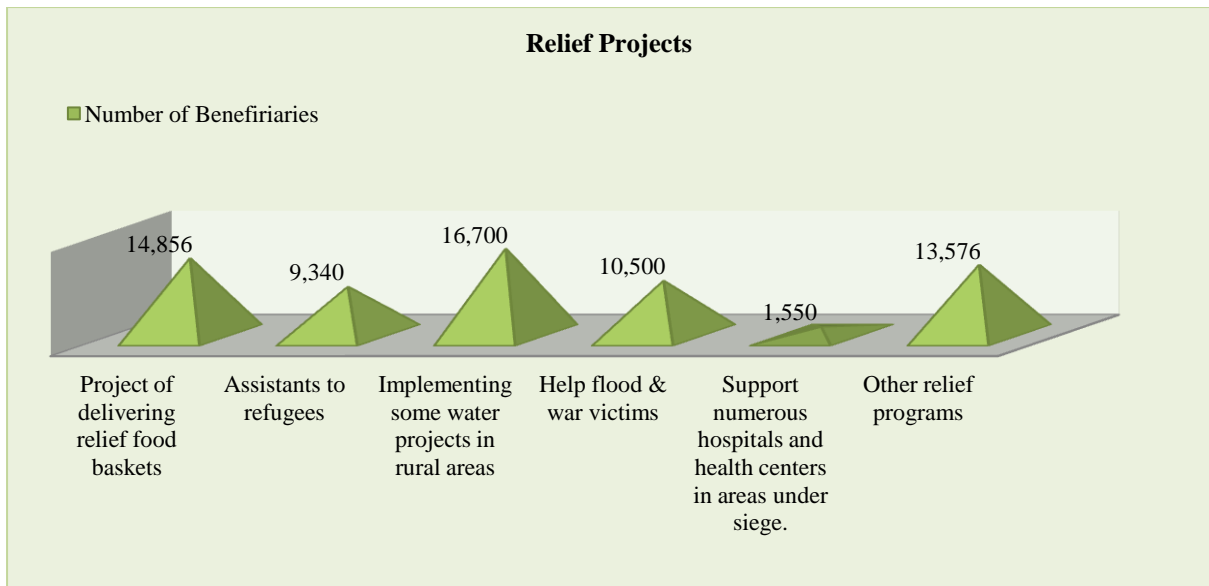 Relief Projects
Number of Benefiriaries
14,856
9,340
16,700
10,500
1,550
13,576
Project of
delivering
relief food
baskets
Assistants to
refugees
Implementing
some water
projects in
rural areas
Help flood &
war victims
Support
numerous
hospitals and
health centers
in areas under
siege.
Other relief
programs